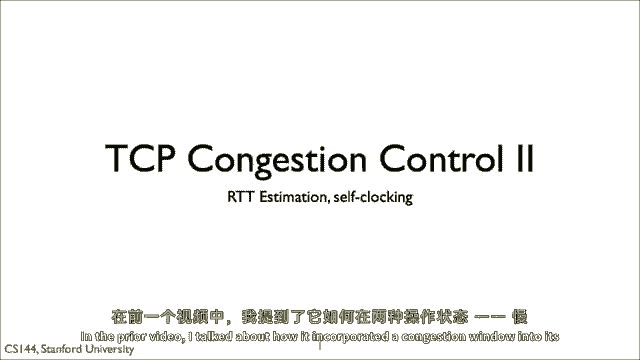 TCP Congestion Control II
RTT Estimation, self-clocking
在前一个视频中，我提到了它如何在两种操作状态 —— 慢
In the prior video, I talked about how it incorporated a congestion window into its
CS144, Stanford University